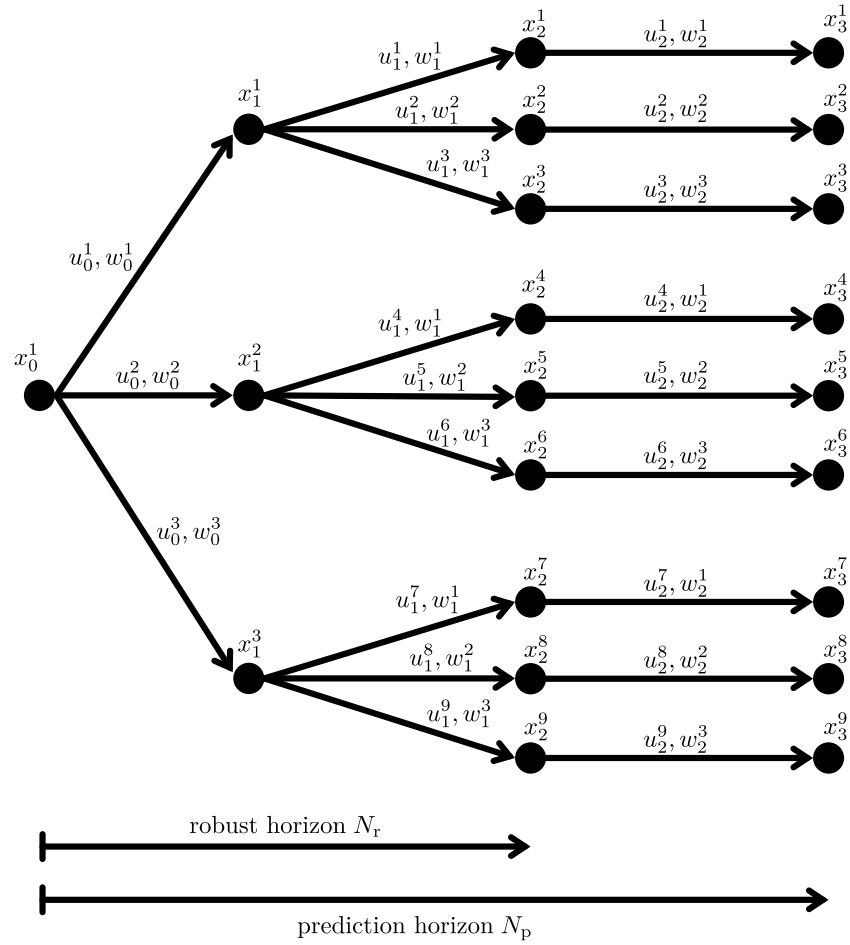 x_2^1 u_2^1, w_2^1 x_3^1
u_1^1, w_1^1
x_1^1 u_1^2, w_1^2 x_2^2 u_2^2, w_2^2 x_3^2
u_1^3, w_1^3 x_2^3 u_2^3, w_2^3 x_3^3
u_0^1, w_0^1
x_2^4 u_2^4, w_2^1 x_3^4
u_1^4, w_1^1
x_0^1 u_0^2, w_0^2 x_1^2 u_1^5, w_1^2 x_2^5 u_2^5, w_2^2 x_3^5
u_1^6, w_1^3 x_2^6 u_2^6, w_2^3 x_3^6
u_0^3, w_0^3
x_2^7 u_2^7, w_2^1 x_3^7
u_1^7, w_1^1
x_1^3 u_1^8, w_1^2 x_2^8 u_2^8, w_2^2 x_3^8
u_1^9, w_1^3 x_2^9 u_2^9, w_2^3 x_3^9
robust horizon N_r
prediction horizon N_p